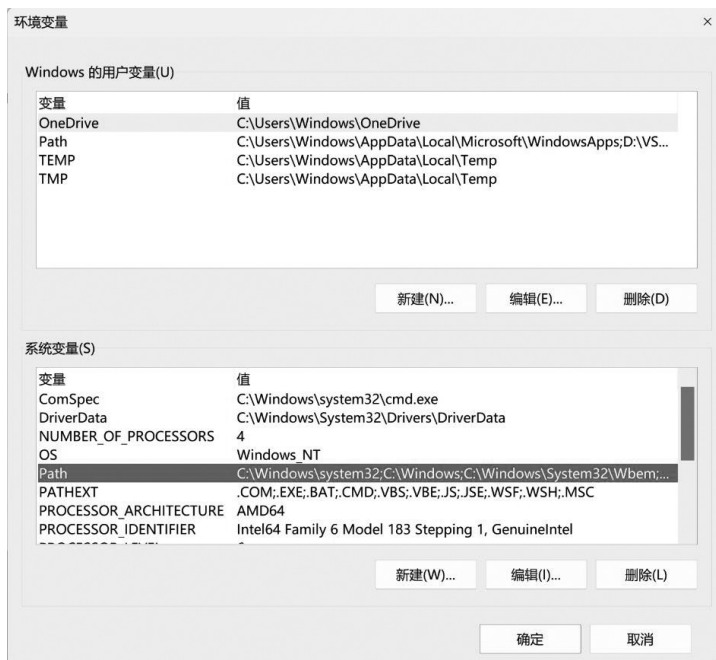 环境变量
Windows 的用户变量(U)
变量 值
OneDrive C:\Users\Windows\OneDrive
Path C:\Users\Windows\AppData\Local\Microsoft\WindowsApps;D:\VS...
TEMP C:\Users\Windows\AppData\Local\Temp
TMP C:\Users\Windows\AppData\Local\Temp
新建(N)... 编辑(E)... 删除(D)
系统变量(S)
变量 值
ComSpec C:\Windows\system32\cmd.exe
DriverData C:\Windows\System32\Drivers\DriverData
NUMBER_OF_PROCESSORS 4
OS Windows_NT
Path C:\Windows\system32;C:\Windows;C:\Windows\System32\Wbem;...
PATHEXT .COM;.EXE;.BAT;.CMD;.VBS;.VBE;.JS;.JSE;.WSF;.WSH;.MSC
PROCESSOR_ARCHITECTURE AMD64
PROCESSOR_IDENTIFIER Intel64 Family 6 Model 183 Stepping 1, GenuineIntel
新建(W)... 编辑(I)... 删除(L)
确定 取消